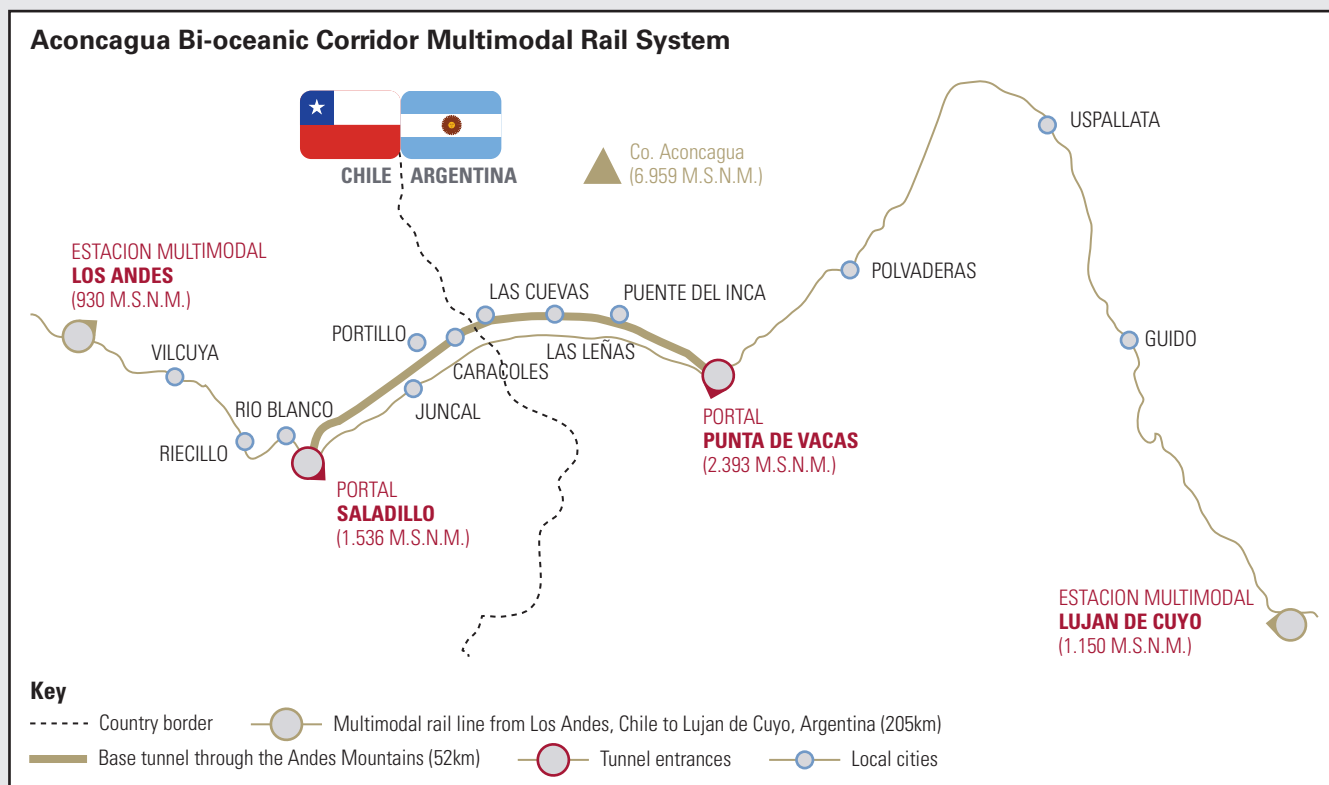 Aconcagua Bi-oceanic Corridor Multimodal Rail System
CHILE
ARGENTINA
Co. Aconcagua
(6.959 M.S.N.M.)
USPALLATA
ESTACION MULTIMODAL
LOS ANDES
(930 M.S.N.M.)
POLVADERAS
LAS CUEVAS
PUENTE DEL INCA
PORTILLO
VILCUYA
LAS LEÑAS
GUIDO
CARACOLES
JUNCAL
RIO BLANCO
RIECILLO
PORTAL
PUNTA DE VACAS
(2.393 M.S.N.M.)
PORTAL
SALADILLO
(1.536 M.S.N.M.)
ESTACION MULTIMODAL
LUJAN DE CUYO
(1.150 M.S.N.M.)
Key
Country border
Multimodal rail line from Los Andes, Chile to Lujan de Cuyo, Argentina (205km)
Base tunnel through the Andes Mountains (52km)
Tunnel entrances
Local cities